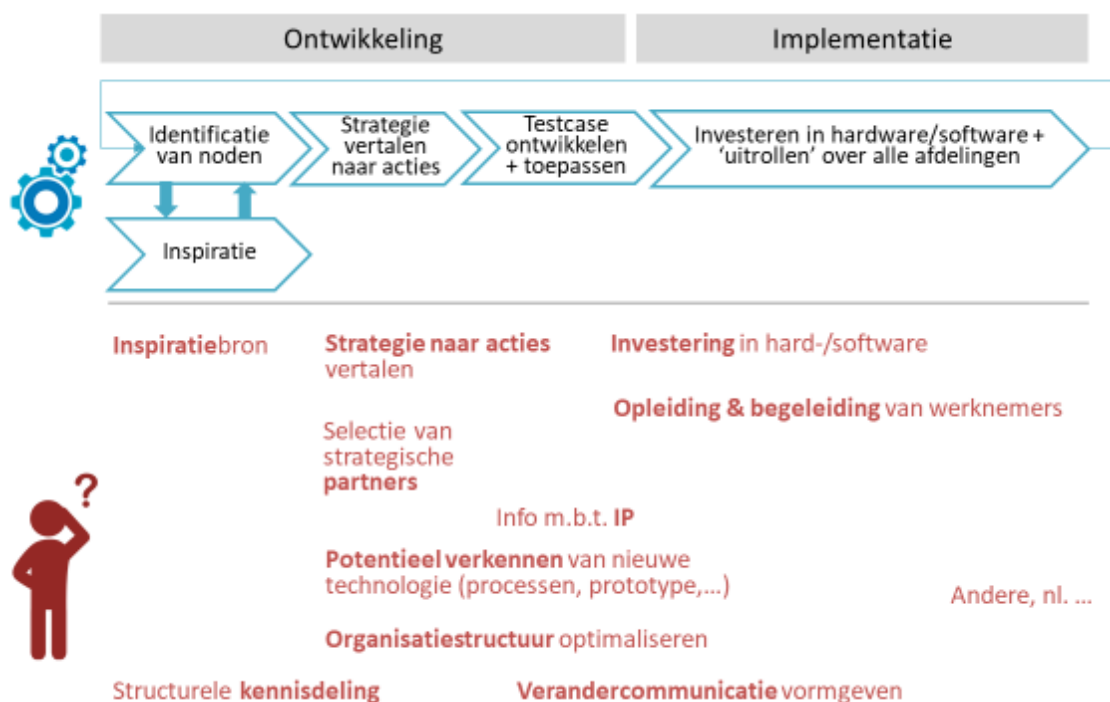 Ontwikkeling
Implementatie
Identificatie
van noden
Strategie
vertalen
naar acties
Testcase
ontwikkelen
+ toepassen
Investeren in hardware/software +
‘uitrollen’ over alle afdelingen
Inspiratie
Inspiratiebron
Strategie naar acties
vertalen
Investering in hard-/software
Opleiding & begeleiding van werknemers
Selectie van
strategische
partners
?
Info m.b.t. IP
Potentieel verkennen van nieuwe
technologie (processen, prototype,...)
Andere, nl. ...
Organisatiestructuur optimaliseren
Structurele kennisdeling
Verandercommunicatie vormgeven